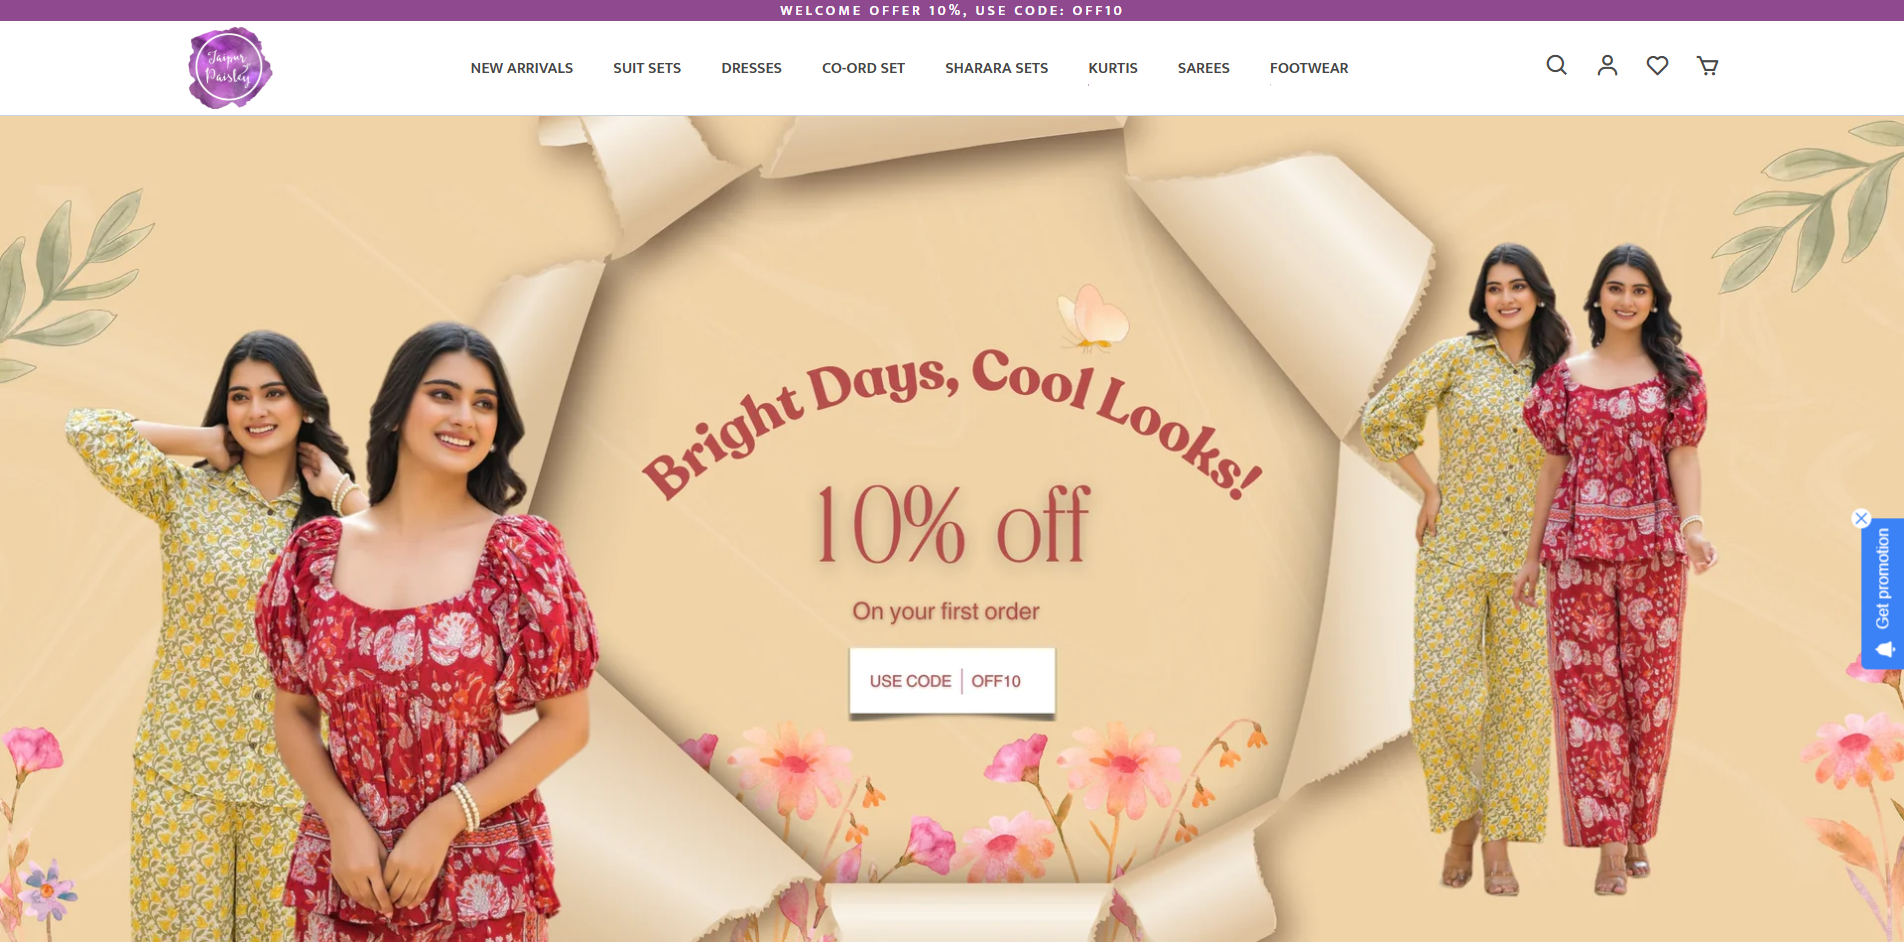 WELCOME OFFER 10%, USE CODE: OFF10
Jaipur
Paisley
NEW ARRIVALS SUIT SETS DRESSES CO-ORD SET SHARARA SETS KURTIS SAREES FOOTWEAR
Bright Days, Cool Looks!
10% off
On your first order
USE CODE | OFF10
Get promotion